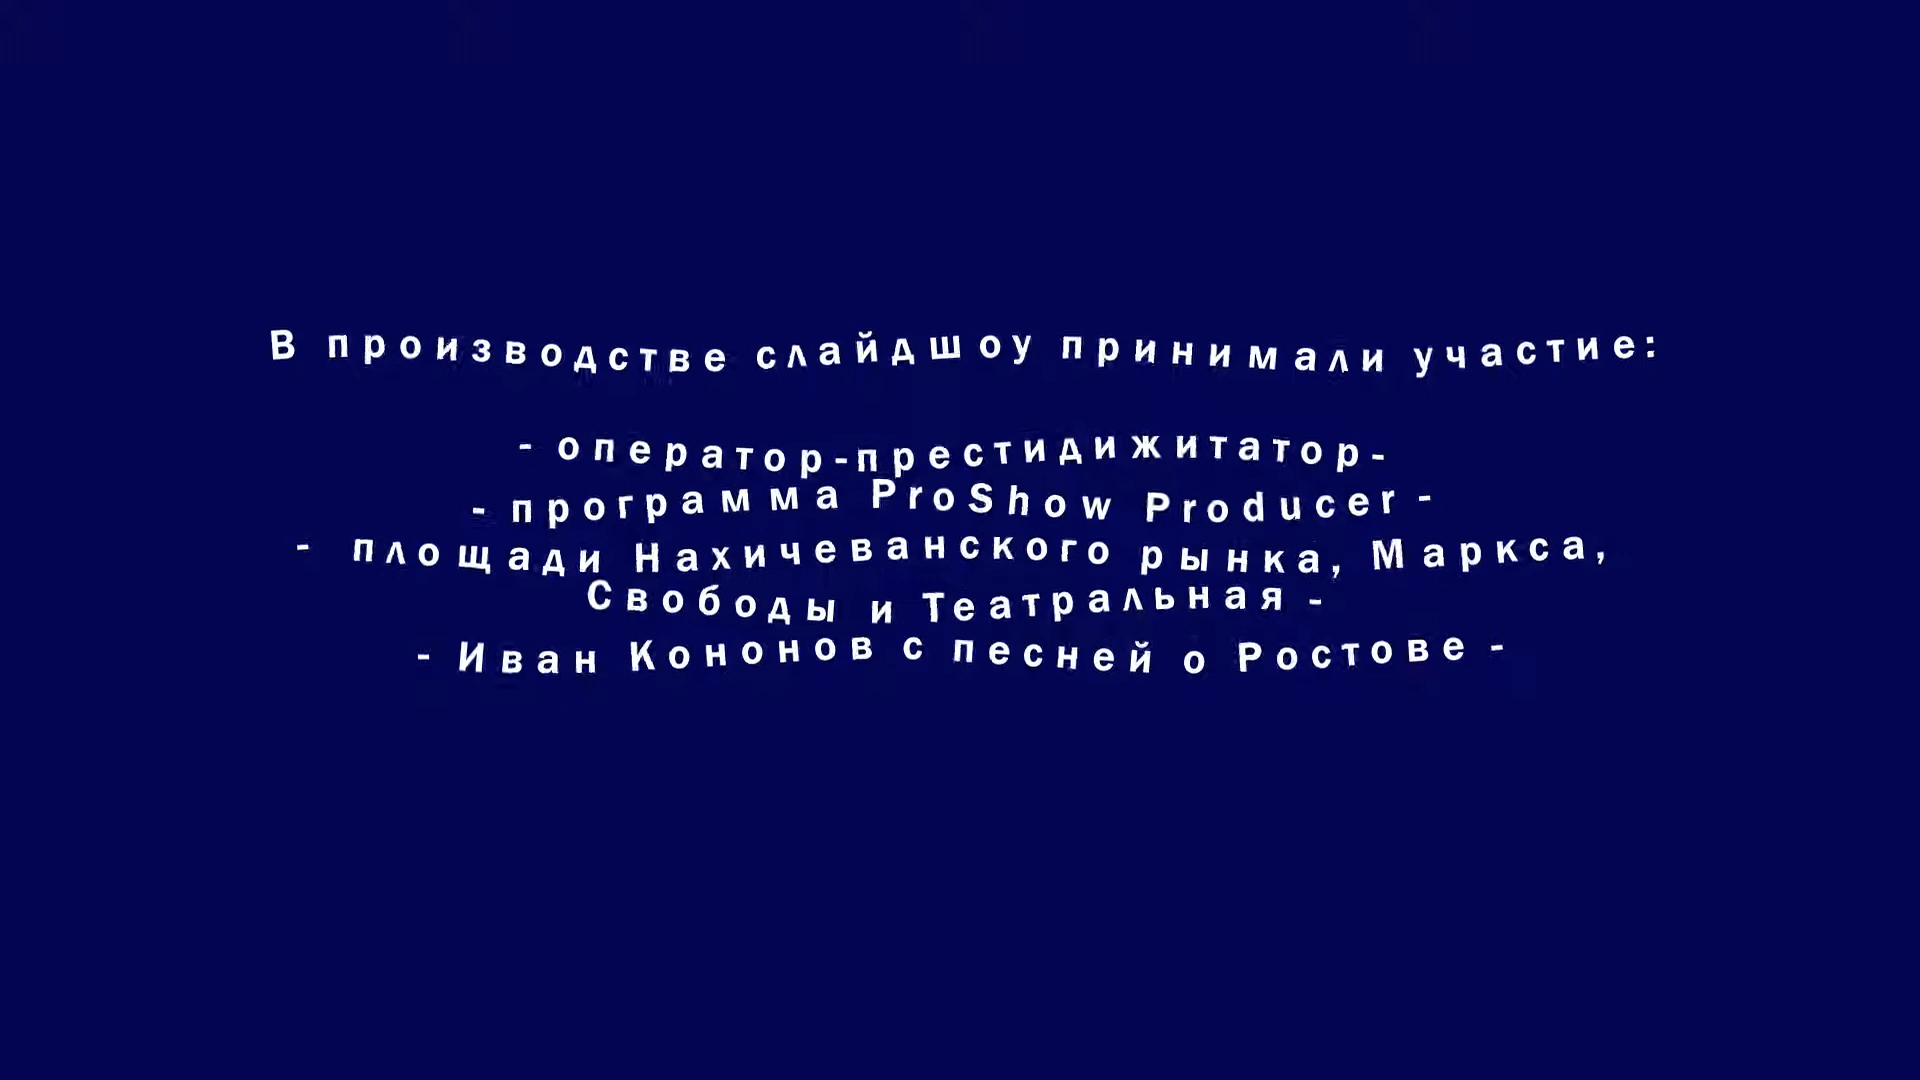 В производстве слайдшоу принимали участие:
- оператор-престидижитатор-
- программа ProShow Producer -
- площади Нахичеванского рынка, Маркса,
Свободы и Театральная -
- Иван Кононов с песней о Ростове -